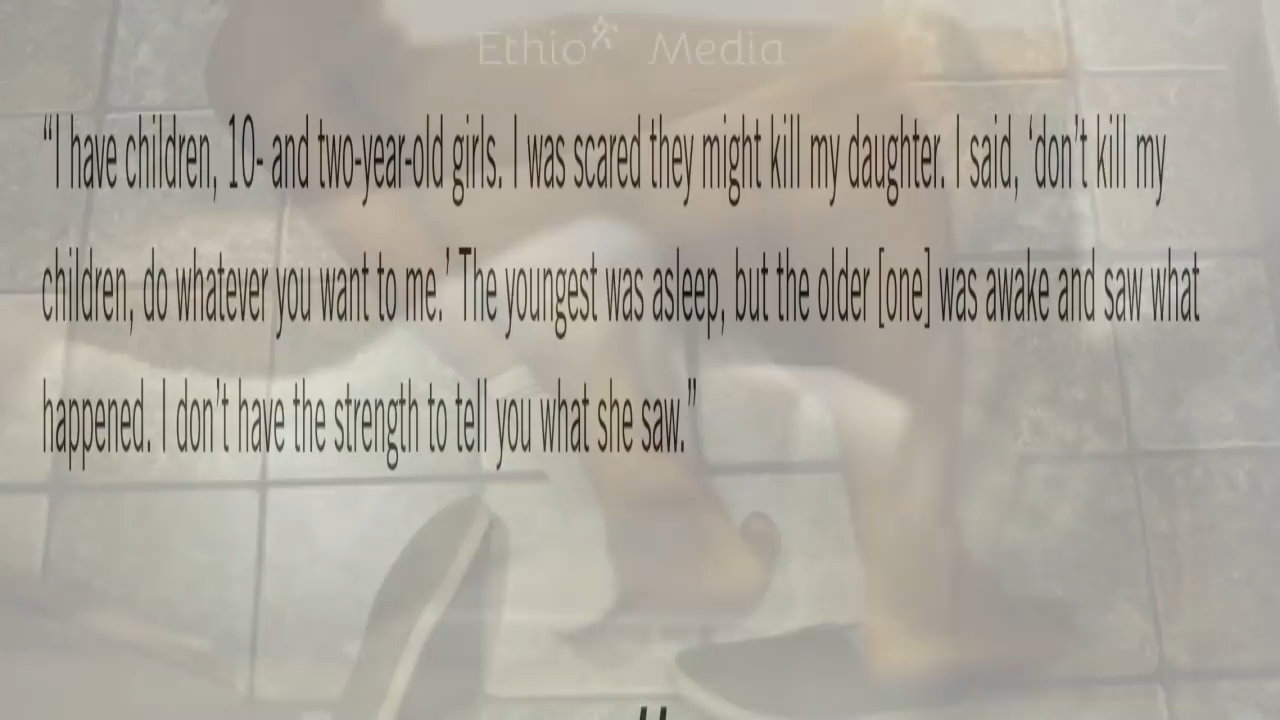 Ethio Media
“I have children, 10- and two-year-old girls. I was scared they might kill my daughter. I said, ‘don’t kill my
children, do whatever you want to me.’ The youngest was asleep, but the older [one] was awake and saw what
happened. I don’t have the strength to tell you what she saw.”